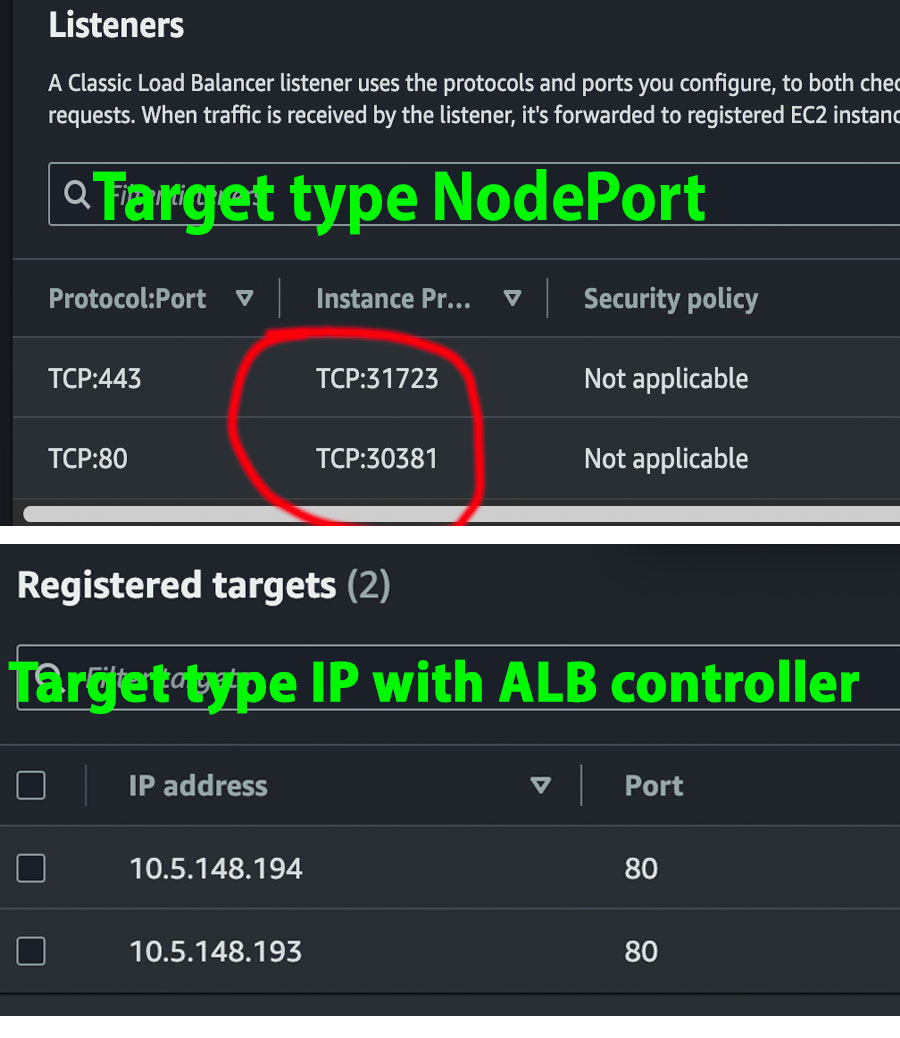 Listeners
A Classic Load Balancer listener uses the protocols and ports you configure, to both chec
requests. When traffic is received by the listener, it's forwarded to registered EC2 instanc
Target type NodePort
Protocol:Port
Instance Pr...
Security policy
TCP:443
TCP:31723
Not applicable
TCP:80
TCP:30381
Not applicable
Registered targets (2)
Target type IP with ALB controller
IP address
Port
10.5.148.194
80
10.5.148.193
80